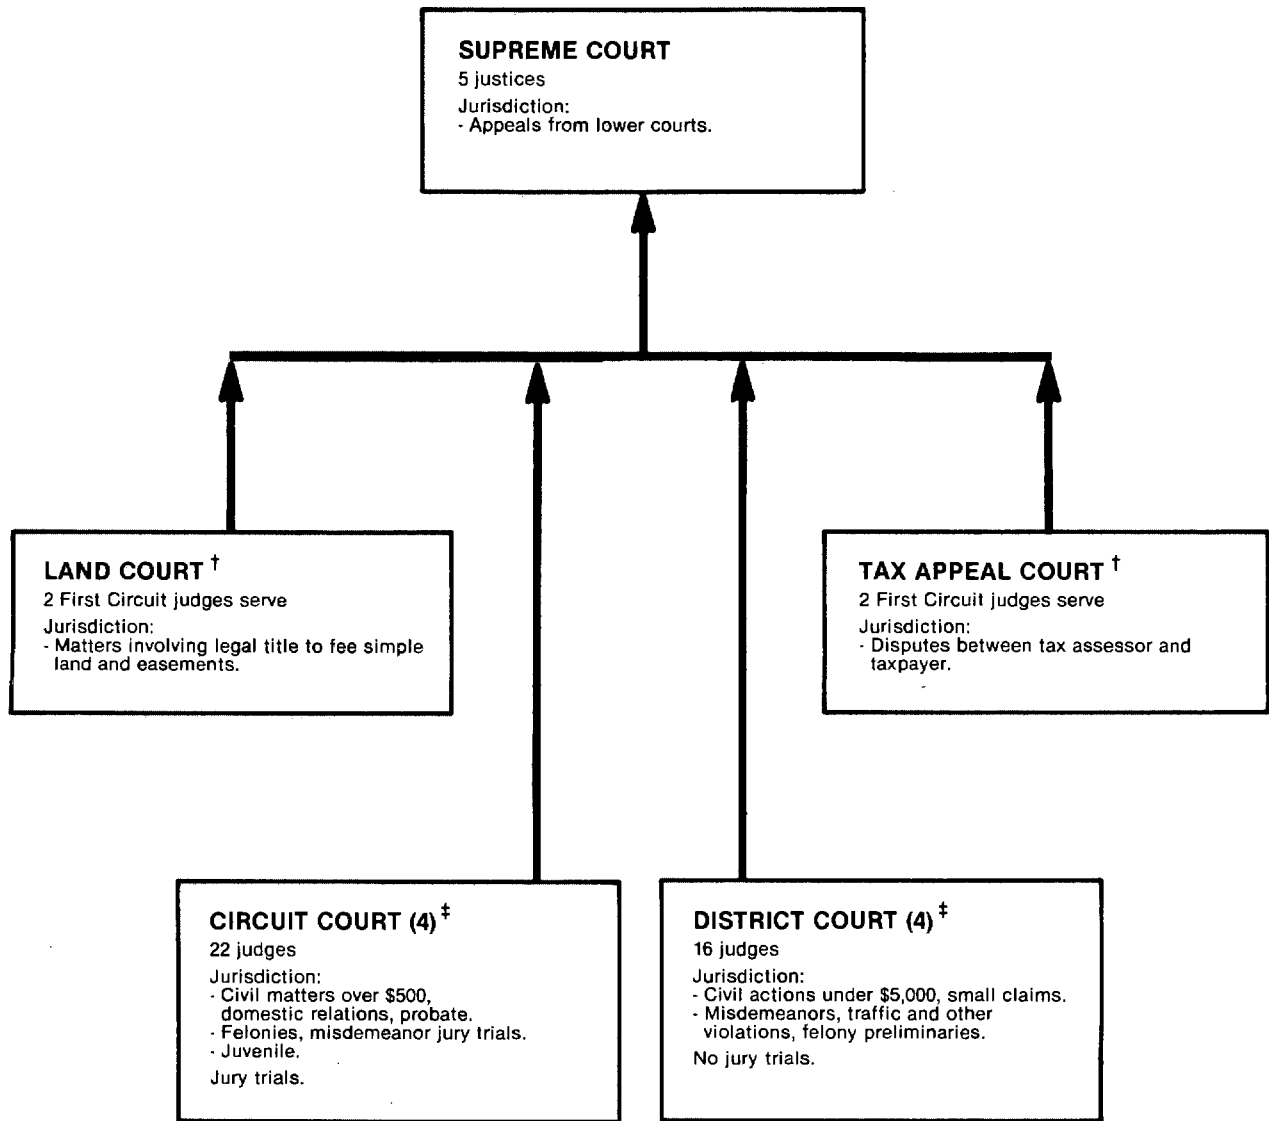 SUPREME COURT
5 justices
Jurisdiction:
- Appeals from lower courts.
LAND COURT †
2 First Circuit judges serve
Jurisdiction:
- Matters involving legal title to fee simple
land and easements.
TAX APPEAL COURT †
2 First Circuit judges serve
Jurisdiction:
- Disputes between tax assessor and
taxpayer.
CIRCUIT COURT (4) ‡
22 judges
Jurisdiction:
- Civil matters over $500,
domestic relations, probate.
- Felonies, misdemeanor jury trials.
- Juvenile.
Jury trials.
DISTRICT COURT (4) ‡
16 judges
Jurisdiction:
- Civil actions under $5,000, small claims.
- Misdemeanors, traffic and other
violations, felony preliminaries.
No jury trials.